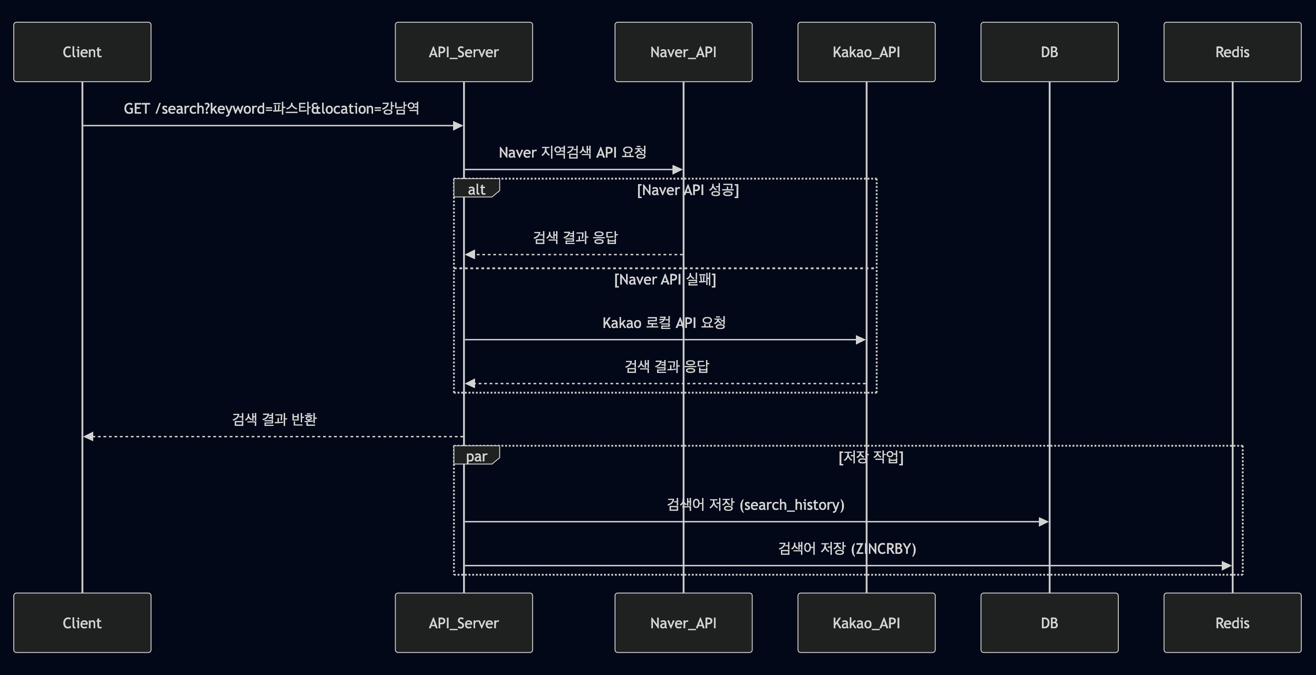 Client
API_Server
Naver_API
Kakao_API
DB
Redis
GET /search?keyword=파스타&location=강남역
Naver 지역검색 API 요청
alt
[Naver API 성공]
검색 결과 응답
[Naver API 실패]
Kakao 로컬 API 요청
검색 결과 응답
검색 결과 반환
par
[저장 작업]
검색어 저장 (search_history)
검색어 저장 (ZINCRBY)
Client
API_Server
Naver_API
Kakao_API
DB
Redis